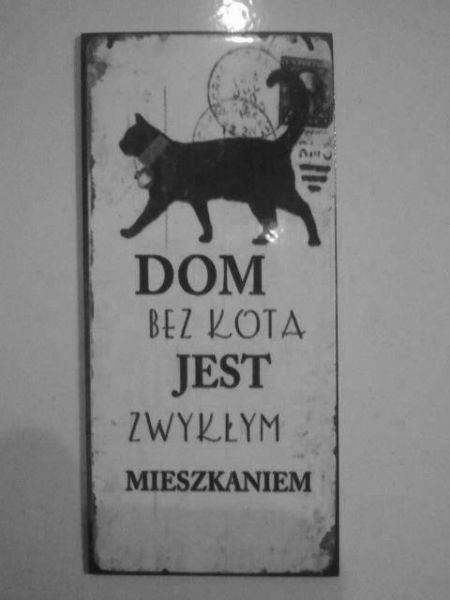 DOM
BEZ KOTA
JEST
ZWYKŁYM
MIESZKANIEM